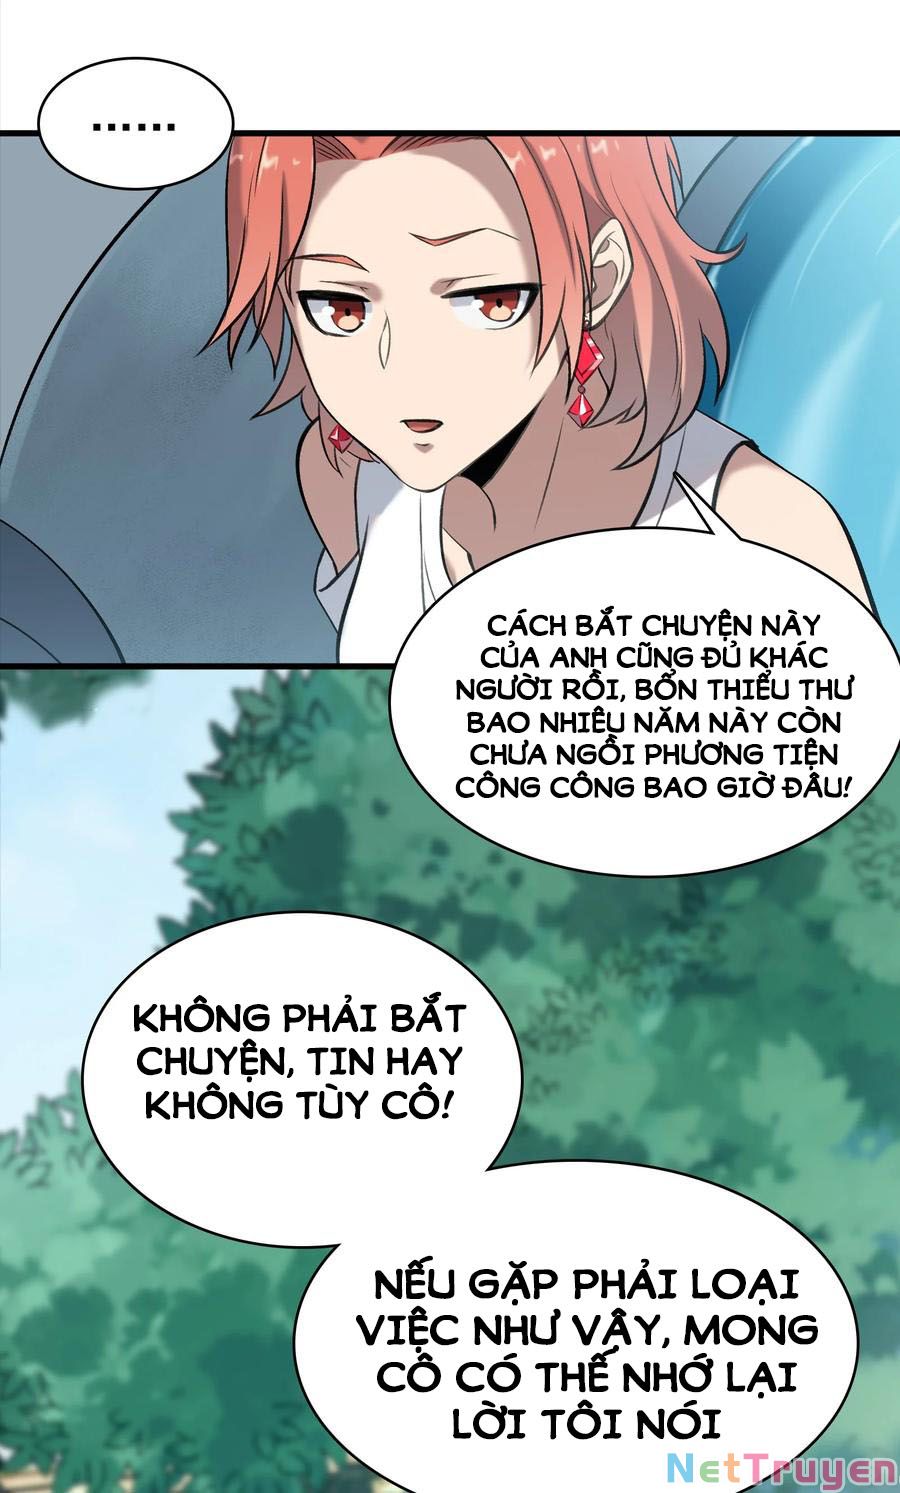 ......
CÁCH BẮT CHUYỆN NÀY
CỦA ANH CŨNG ĐỦ KHÁC
NGƯỜI RỒI, BỔN THIỂU THƯ
BAO NHIÊU NĂM NÀY CÒN
CHƯA NGỒI PHƯƠNG TIỆN
CÔNG CÔNG BAO GIỜ ĐÂU!
KHÔNG PHẢI BẮT
CHUYỆN, TIN HAY
KHÔNG TÙY CÔ!
NẾU GẶP PHẢI LOẠI
VIỆC NHƯ VẬY, MONG
CÔ CÓ THỂ NHỚ LẠI
LỜI TÔI NÓI
NetTruyen